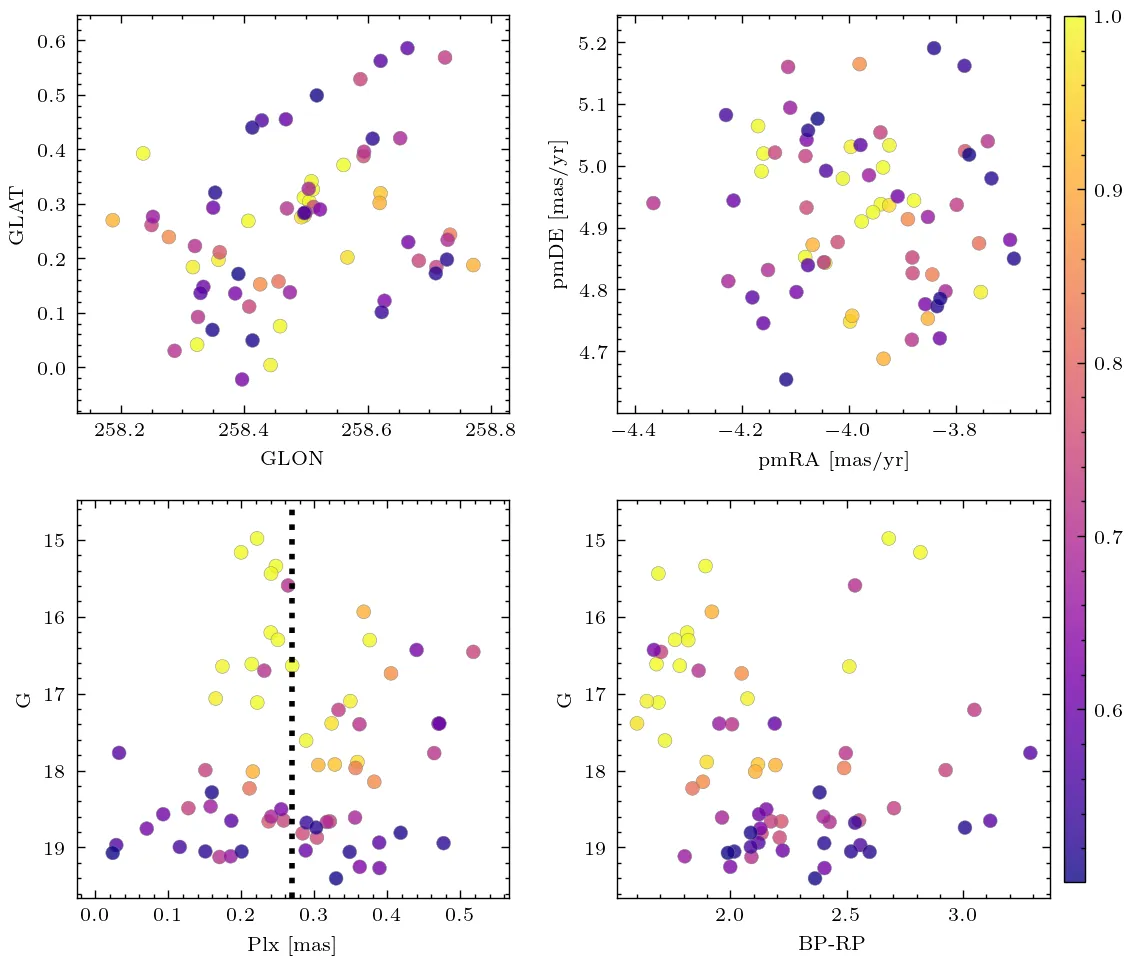 0.6
0.5
0.4
0.3
0.2
0.1
0.0
GLAT
258.2 258.4 258.6 258.8
GLON
5.2
5.1
5.0
4.9
4.8
4.7
pmDE [mas/yr]
−4.4 −4.2 −4.0 −3.8
pmRA [mas/yr]
1.0
0.9
0.8
0.7
0.6
15
16
17
18
19
G
0.0 0.1 0.2 0.3 0.4 0.5
Plx [mas]
15
16
17
18
19
G
2.0 2.5 3.0
BP-RP